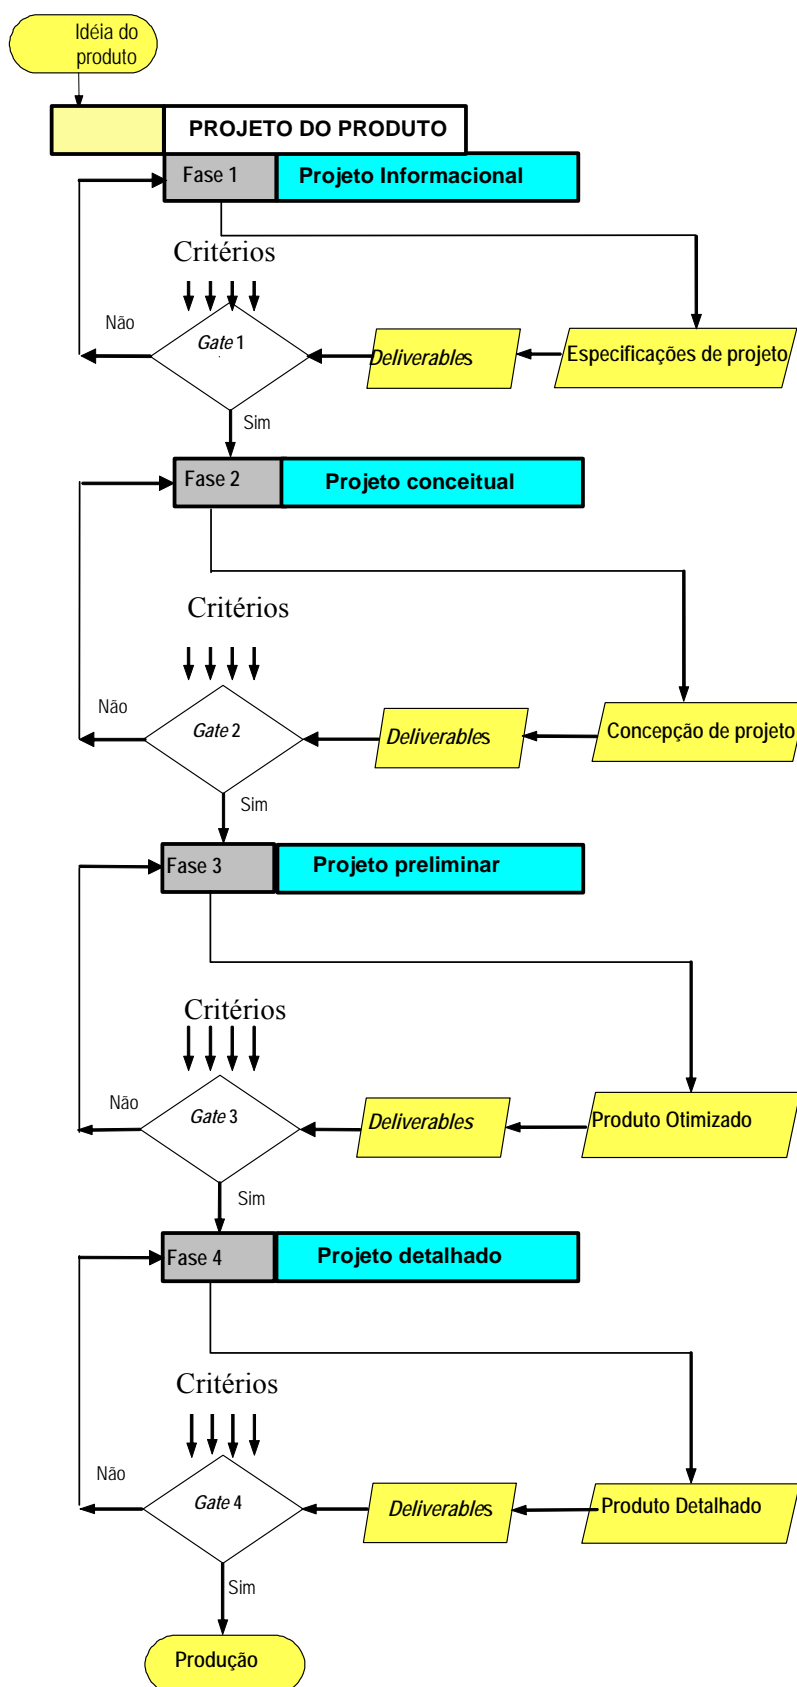 Idéia do
produto
PROJETO DO PRODUTO
Fase 1
Projeto Informacional
Critérios
Não
Gate 1
Deliverables
Especificações de projeto
Sim
Fase 2
Projeto conceitual
Critérios
Não
Gate 2
Deliverables
Concepção de projeto
Sim
Fase 3
Projeto preliminar
Critérios
Não
Gate 3
Deliverables
Produto Otimizado
Sim
Fase 4
Projeto detalhado
Critérios
Não
Gate 4
Deliverables
Produto Detalhado
Sim
Produção